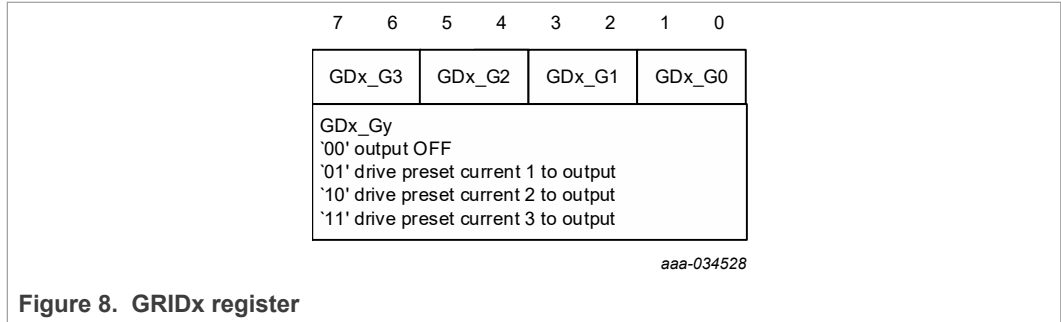 7 6 5 4 3 2 1 0
GDx_G3 GDx_G2 GDx_G1 GDx_G0
GDx_Gy
`00' output OFF
`01' drive preset current 1 to output
`10' drive preset current 2 to output
`11' drive preset current 3 to output
aaa-034528
Figure 8. GRIDx register